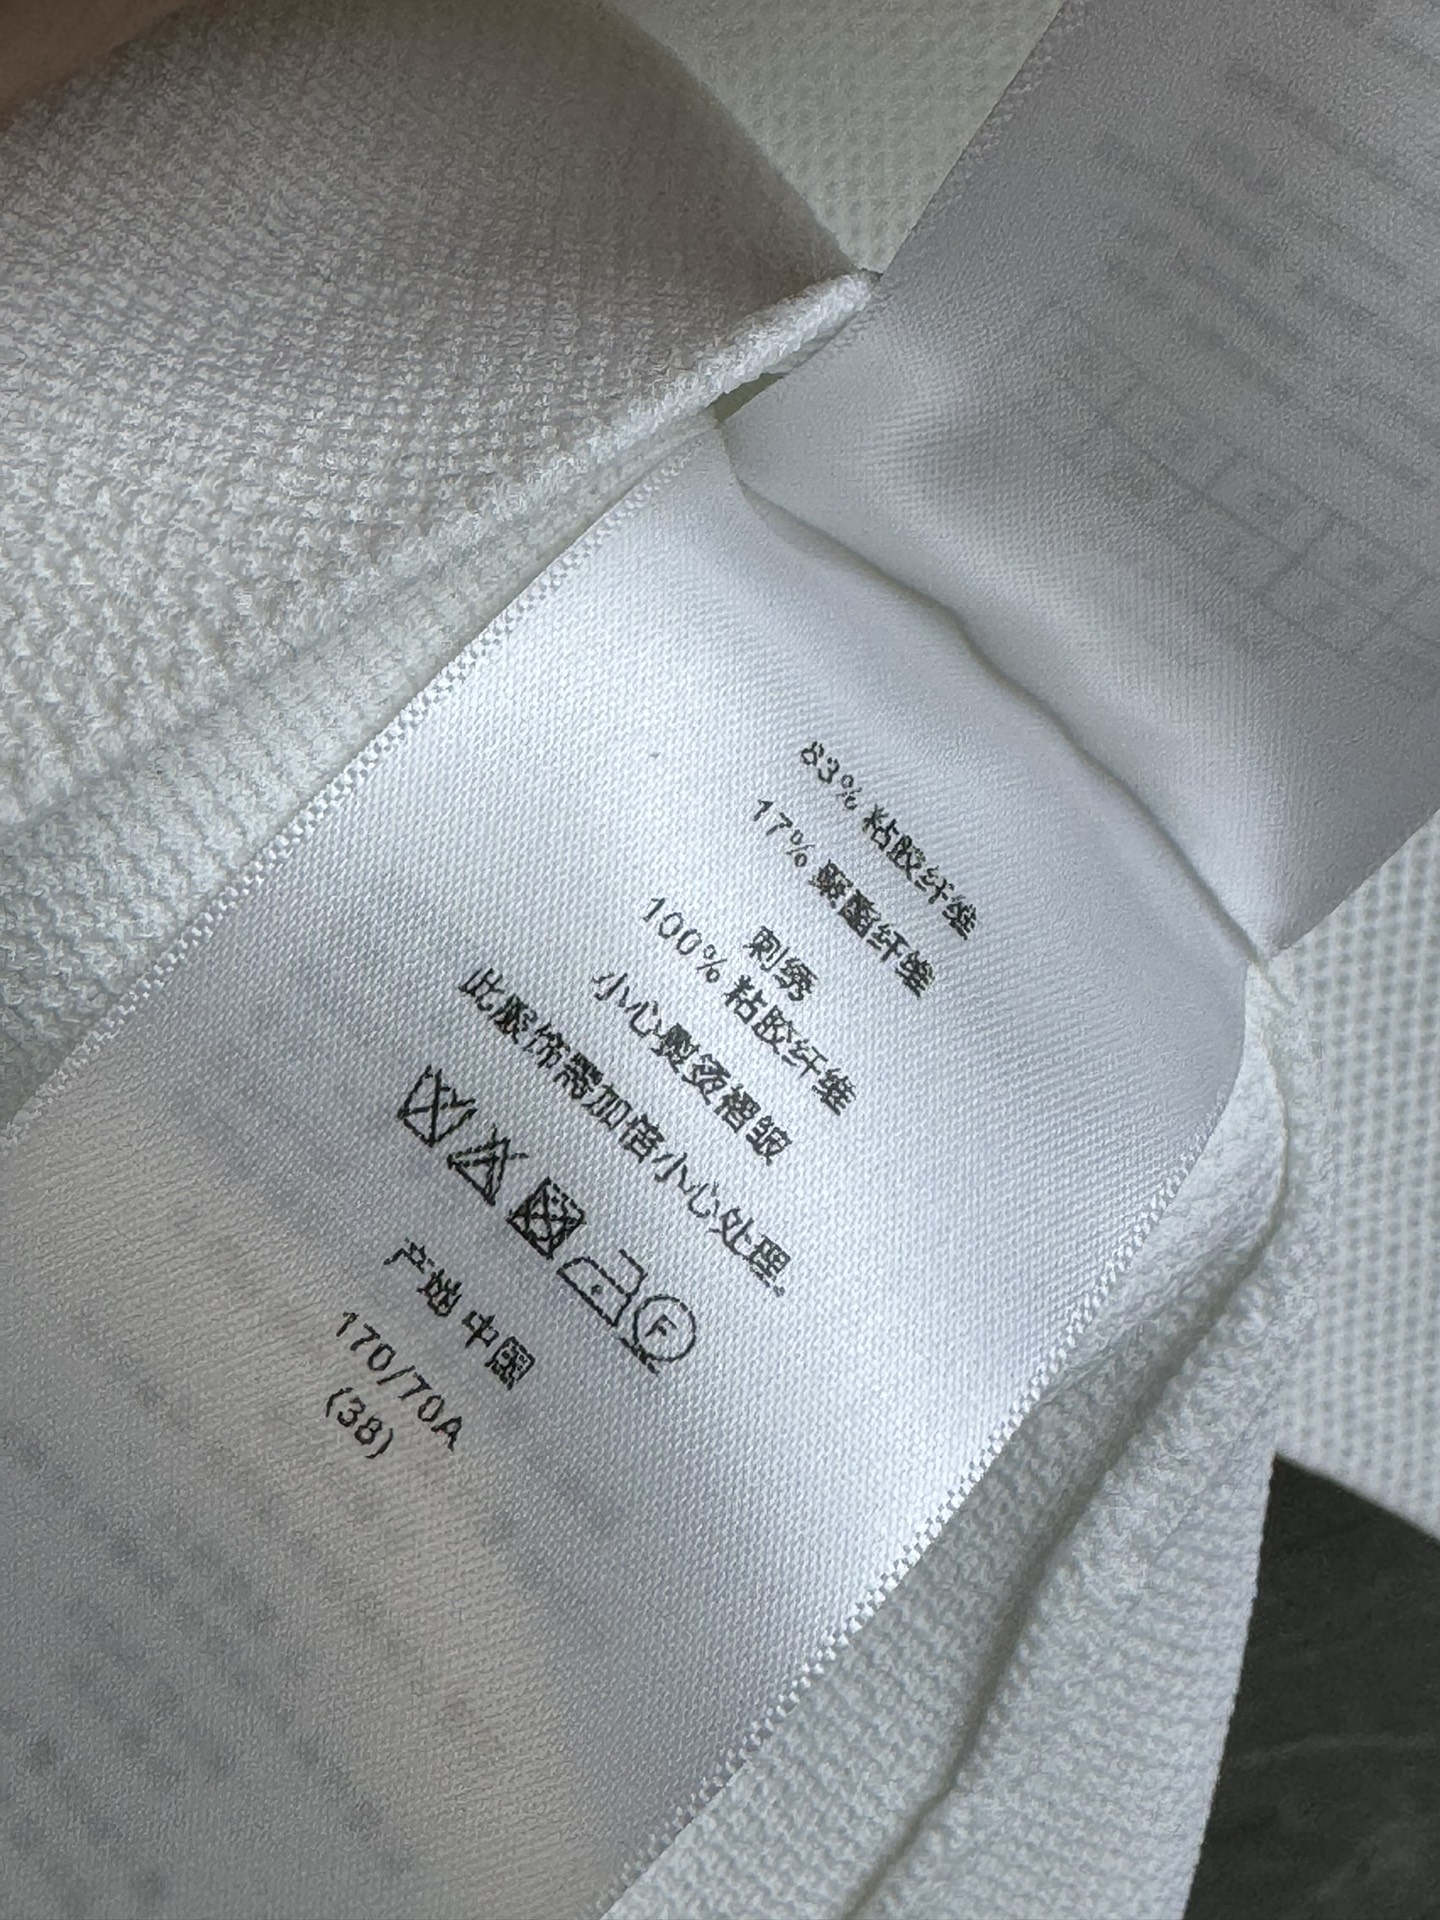 83% 粘胶纤维
17% 聚酯纤维
刺绣
100% 粘胶纤维
小心熨烫褶皱
此服饰需加倍小心处理。
F
产地 中国
170/70A
(38)